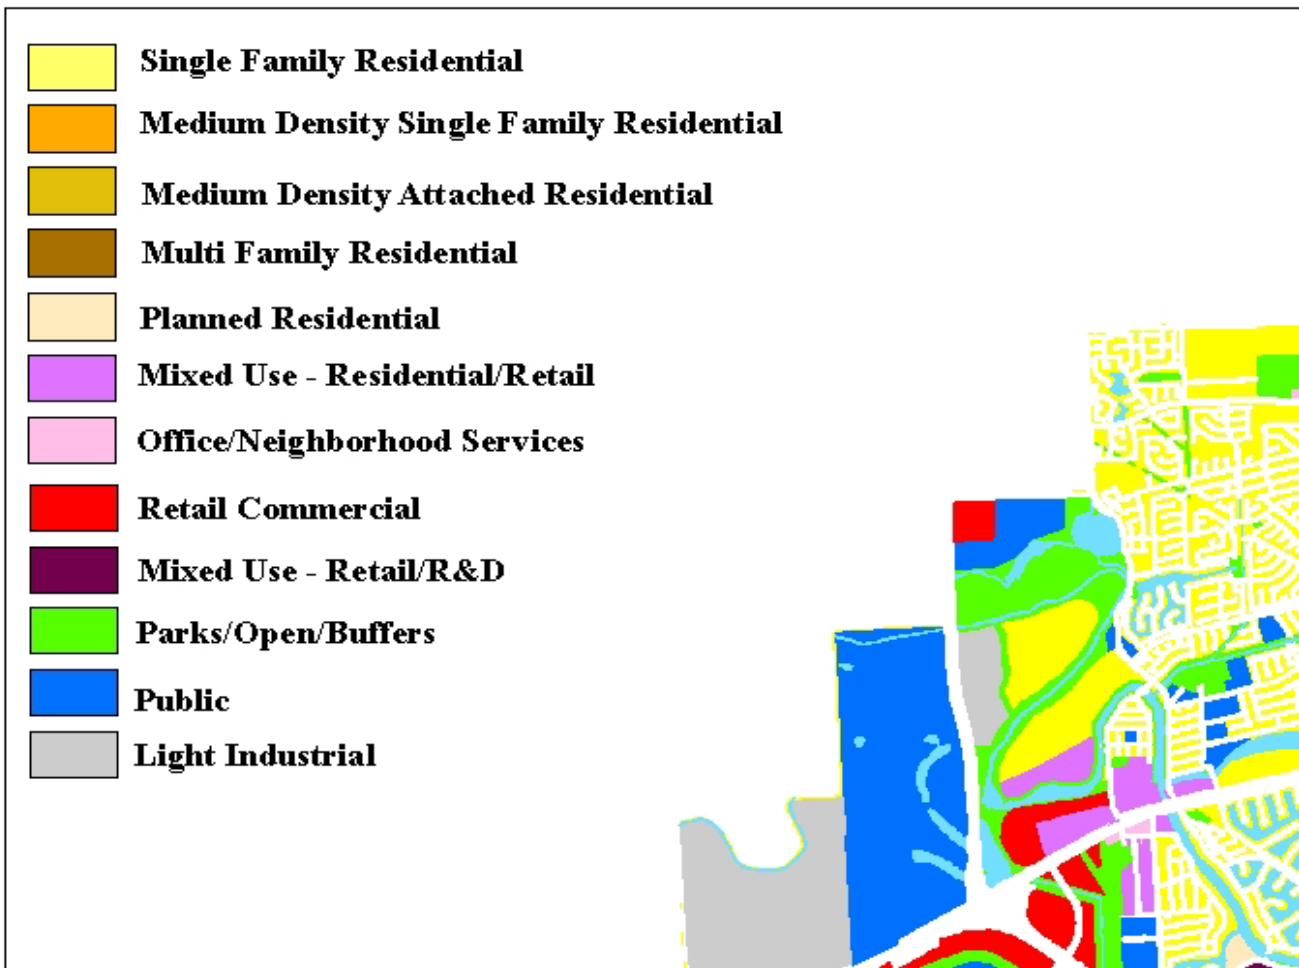 Single Family Residential
Medium Density Single Family Residential
Medium Density Attached Residential
Multi Family Residential
Planned Residential
Mixed Use - Residential/Retail
Office/Neighborhood Services
Retail Commercial
Mixed Use - Retail/R&D
Parks/Open/Buffers
Public
Light Industrial